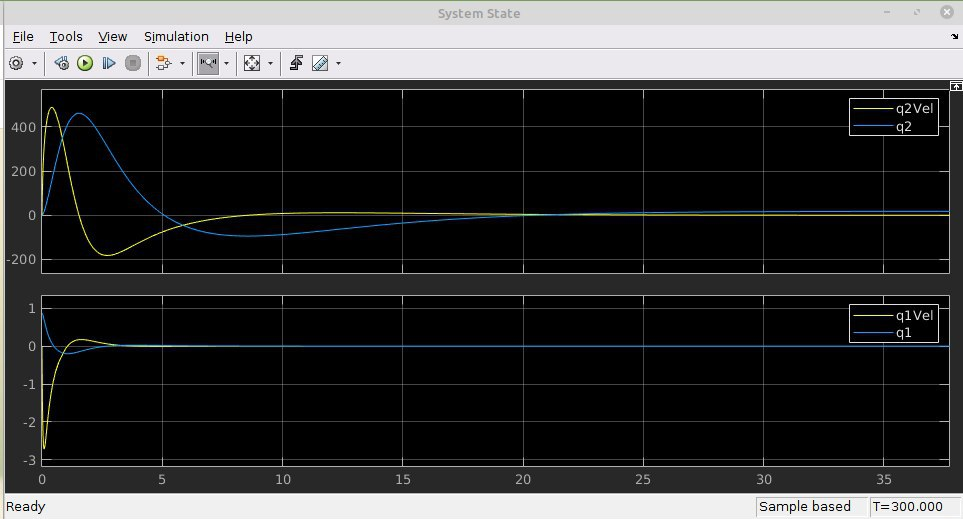 System State
File Tools View Simulation Help
q2Vel
q2
400
200
0
-200
q1Vel
q1
1
0
-1
-2
-3
0 5 10 15 20 25 30 35
Ready Sample based T=300.000